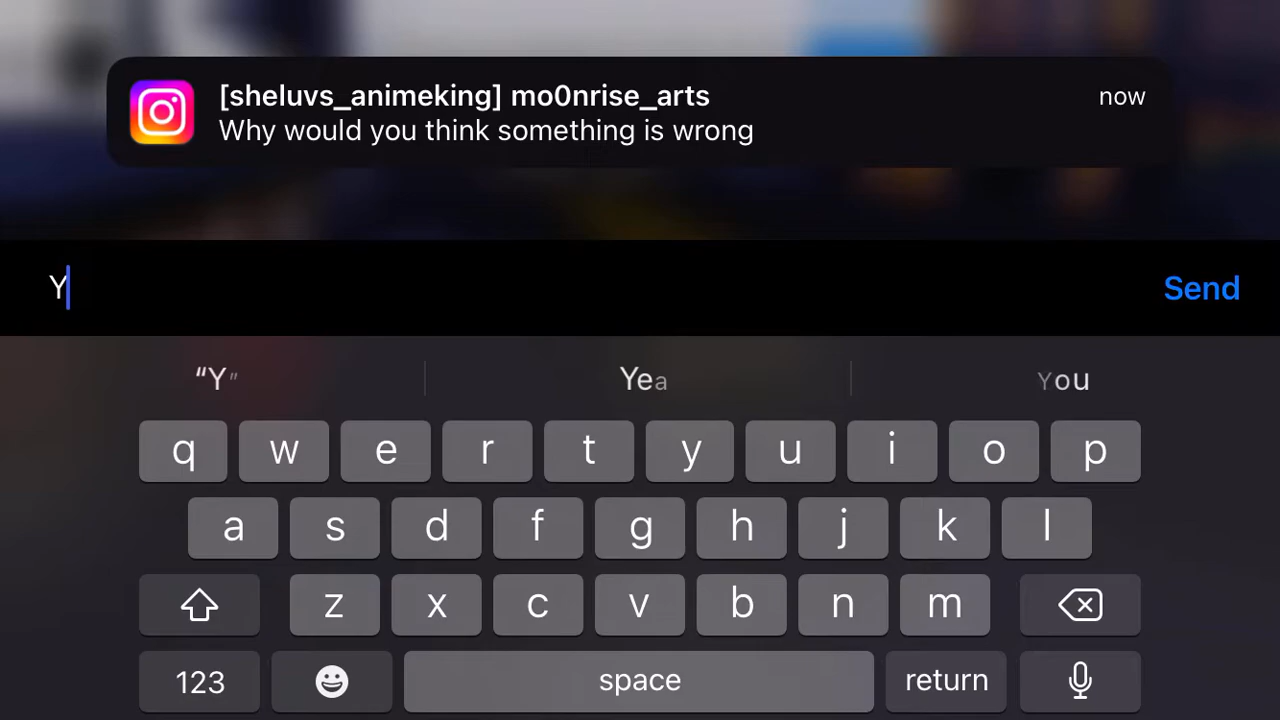 [sheluvs_animeking] mo0nrise_arts
now
Why would you think something is wrong
Y
Send
“Y”
Yea
You
q w e r t y u i o p
a s d f g h j k l
z x c v b n m
123
space
return